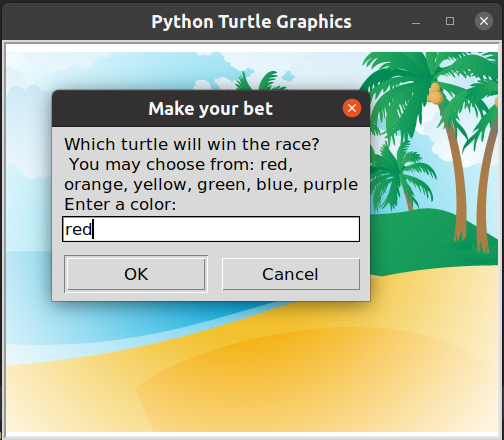 Python Turtle Graphics
Make your bet
Which turtle will win the race?
You may choose from: red,
orange, yellow, green, blue, purple
Enter a color:
red
OK
Cancel